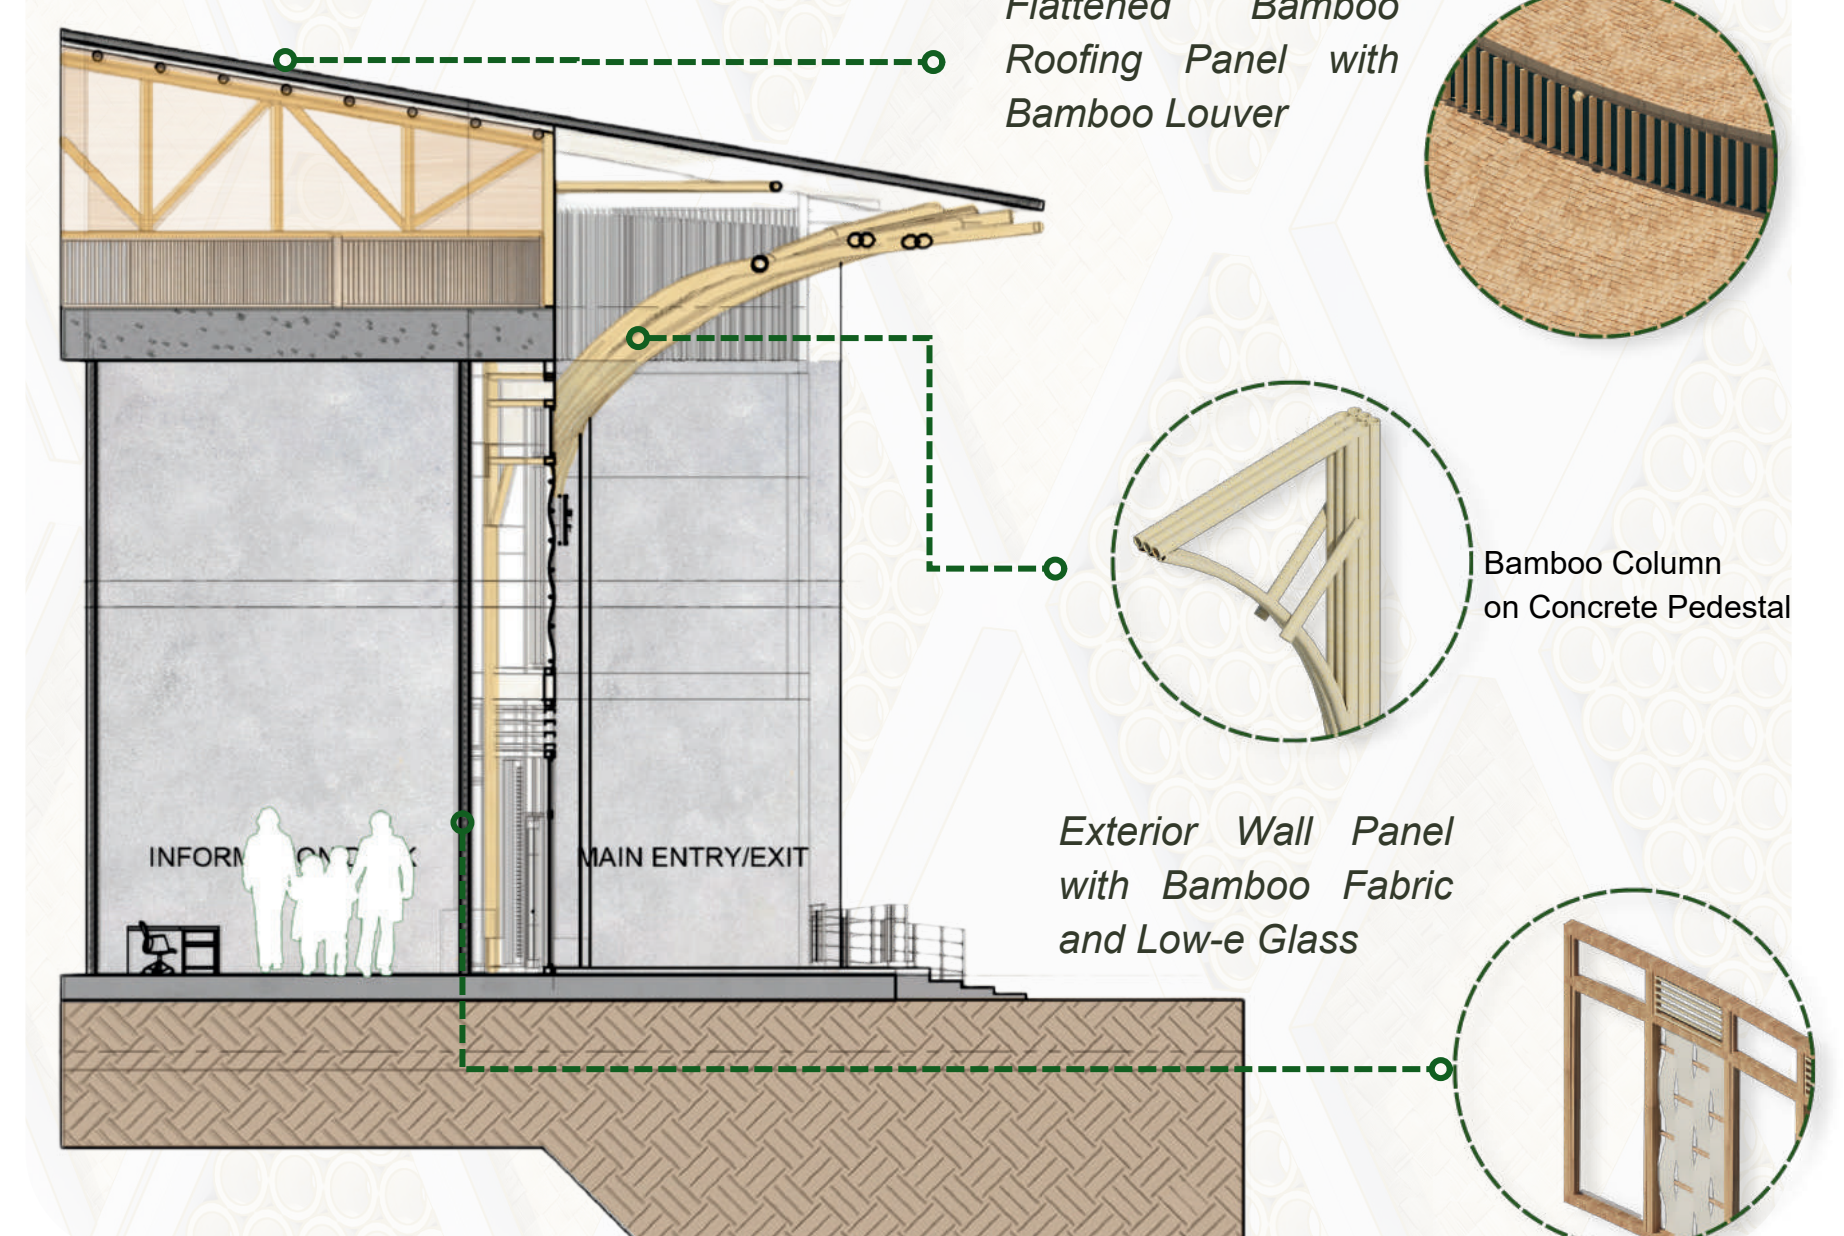 Flattened Bamboo
Roofing Panel with
Bamboo Louver
Bamboo Column
on Concrete Pedestal
Exterior Wall Panel
with Bamboo Fabric
and Low-e Glass
MAIN ENTRY/EXIT